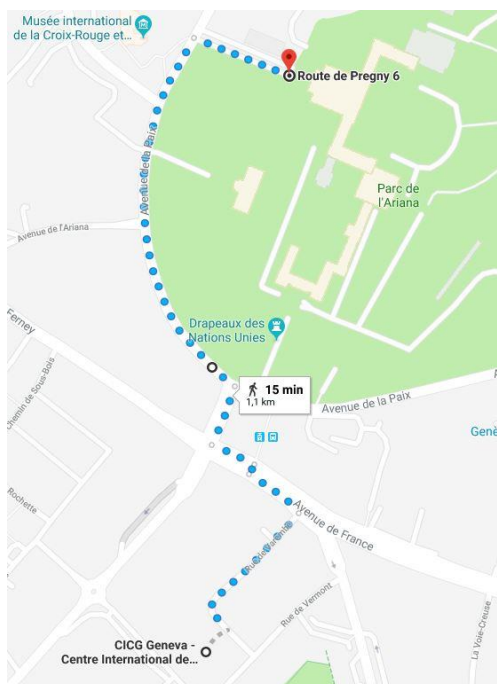 Musée international
de la Croix-Rouge et...
Route de Pregny 6
Avenue de la Paix
Parc de
l'Ariana
Avenue de l'Ariana
Ferney
Drapeaux des
Nations Unies
Chemin de Sous-Bois
15 min
1,1 km
Avenue de la Paix
Genè
Rochette
Avenue de France
Rue de Varembé
Rue de Vermont
La Voie-Creuse
CICG Geneva -
Centre International de...